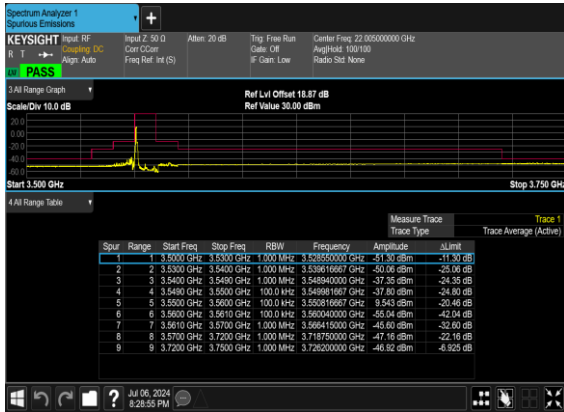 Spectrum Analyzer 1
Spurious Emissions
+
KEYSIGHT Input: RF Input Z: 50 Ω Atten: 20 dB Trig: Free Run Center Freq: 22.005000000 GHz
R T Coupling: DC Corr CCorr Gate: Off Avg|Hold: 100/100
Align: Auto Freq Ref: Int (S) IF Gain: Low Radio Std: None
LXI PASS
3 All Range Graph
Ref Lvl Offset 18.87 dB
Scale/Div 10.0 dB Ref Value 30.00 dBm
20.0
0.00
-20.0
-40.0
-60.0
Start 3.500 GHz Stop 3.750 GHz
4 All Range Table
Measure Trace Trace 1
Trace Type Trace Average (Active)
Spur Range Start Freq Stop Freq RBW Frequency Amplitude ΔLimit
1 1 3.5000 GHz 3.5300 GHz 1.000 MHz 3.528550000 GHz -51.30 dBm -11.30 dB
2 2 3.5300 GHz 3.5400 GHz 1.000 MHz 3.539616667 GHz -50.06 dBm -25.06 dB
3 3 3.5400 GHz 3.5490 GHz 1.000 MHz 3.548940000 GHz -37.35 dBm -24.35 dB
4 4 3.5490 GHz 3.5500 GHz 100.0 kHz 3.549981667 GHz -37.80 dBm -24.80 dB
5 5 3.5500 GHz 3.5600 GHz 100.0 kHz 3.550816667 GHz 9.543 dBm -20.46 dB
6 6 3.5600 GHz 3.5610 GHz 100.0 kHz 3.560040000 GHz -55.04 dBm -42.04 dB
7 7 3.5610 GHz 3.5700 GHz 1.000 MHz 3.566415000 GHz -45.60 dBm -32.60 dB
8 8 3.5700 GHz 3.7200 GHz 1.000 MHz 3.718750000 GHz -47.16 dBm -22.16 dB
9 9 3.7200 GHz 3.7500 GHz 1.000 MHz 3.726200000 GHz -46.92 dBm -6.925 dB
? Jul 06, 2024
8:28:55 PM